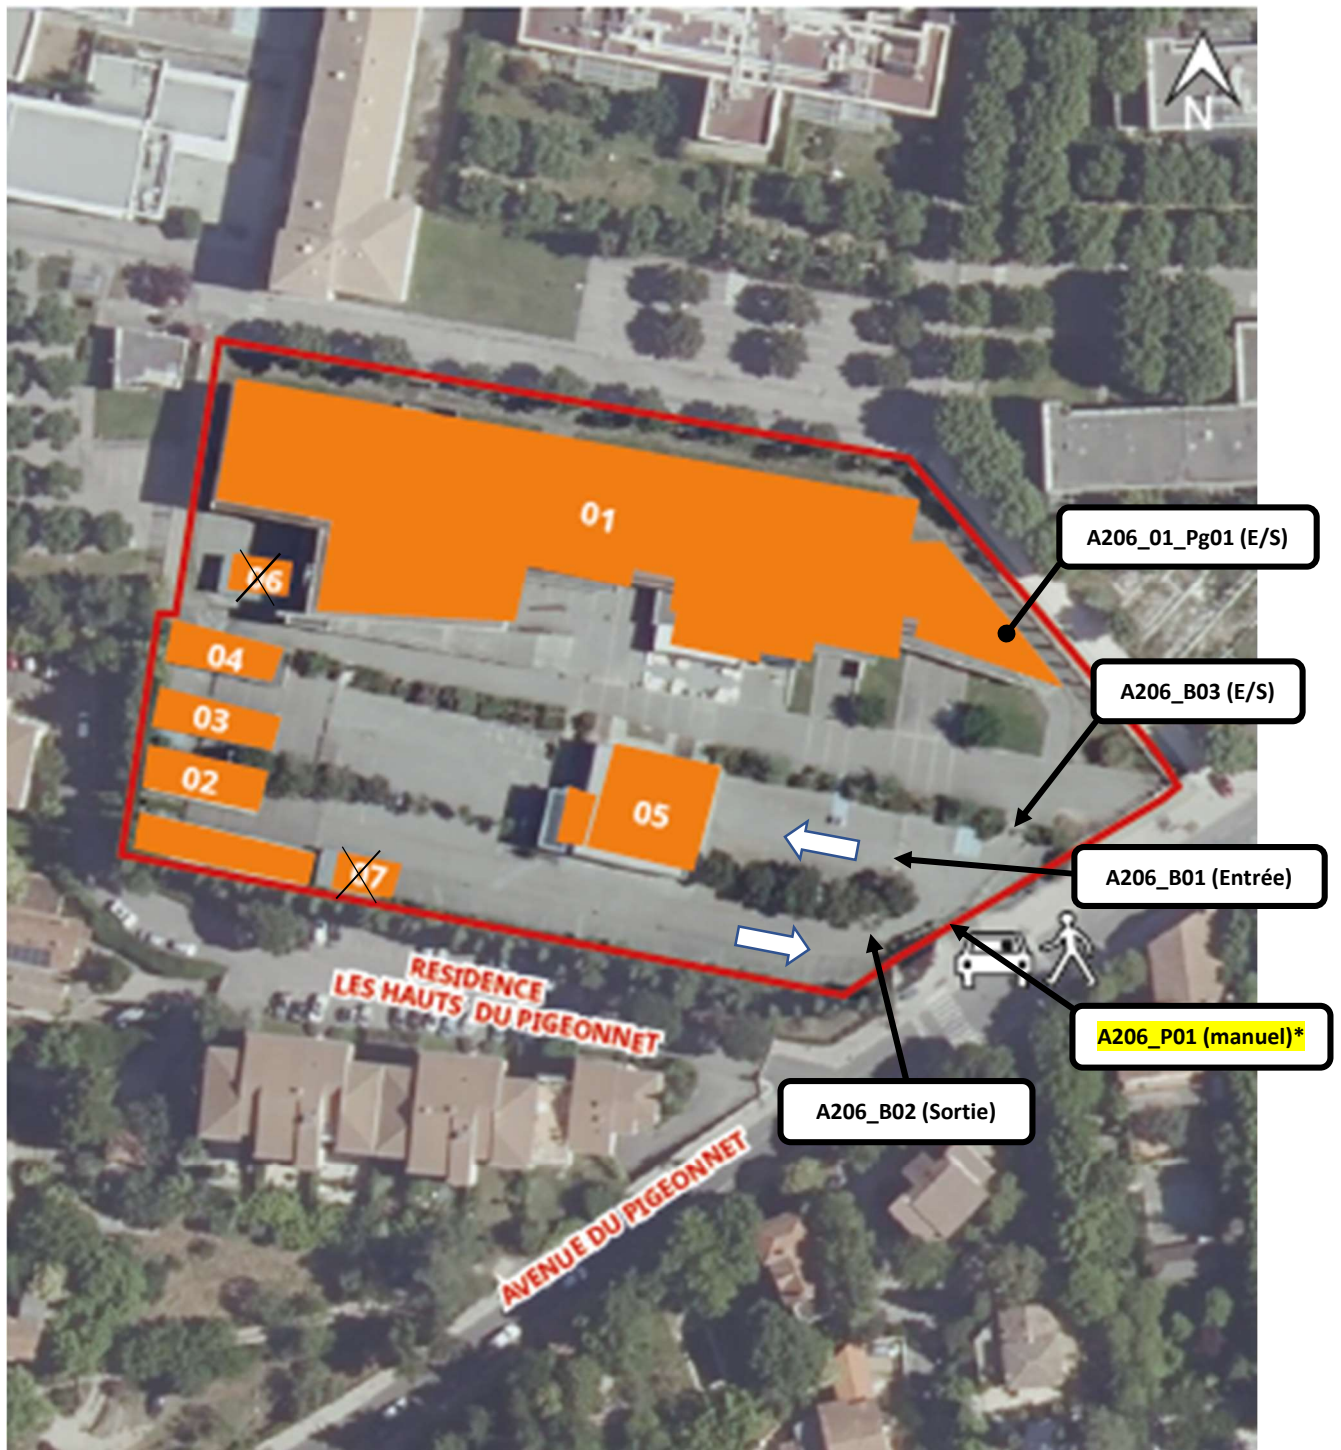 N
01
A206_01_Pg01 (E/S)
06
04
A206_B03 (E/S)
03
02
05
A206_B01 (Entrée)
07
RESIDENCE
LES HAUTS DU PIGEONNET
A206_P01 (manuel)*
A206_B02 (Sortie)
AVENUE DU PIGEONNET